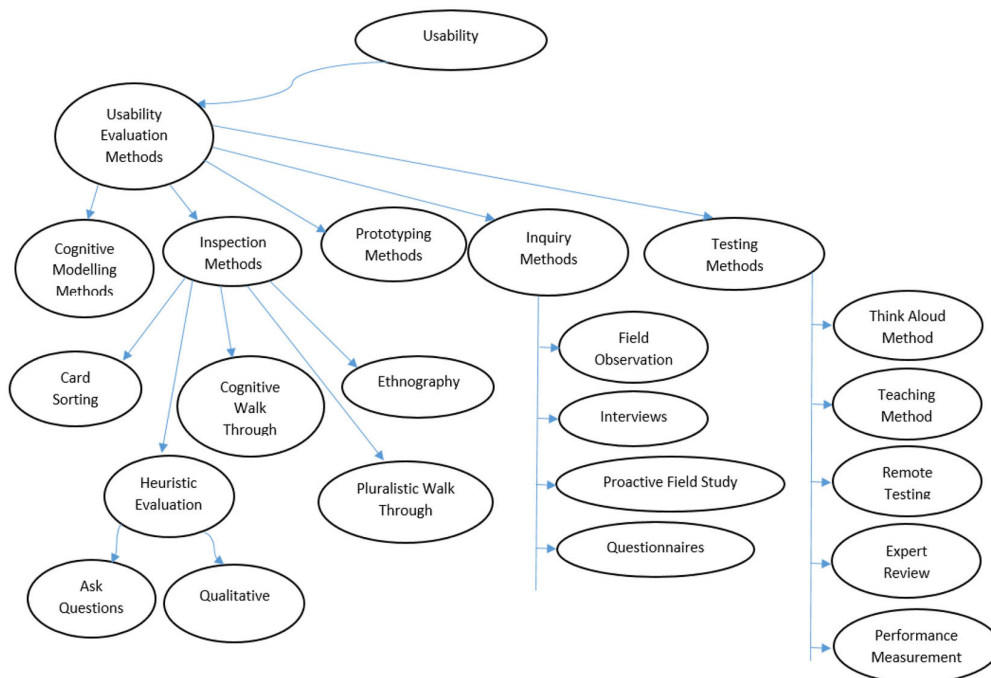 Usability
Usability
Evaluation
Methods
Cognitive
Modelling
Methods
Inspection
Methods
Prototyping
Methods
Inquiry
Methods
Testing
Methods
Card
Sorting
Cognitive
Walk
Through
Ethnography
Heuristic
Evaluation
Pluralistic Walk
Through
Ask
Questions
Qualitative
Field
Observation
Interviews
Proactive Field Study
Questionnaires
Think Aloud
Method
Teaching
Method
Remote
Testing
Expert
Review
Performance
Measurement